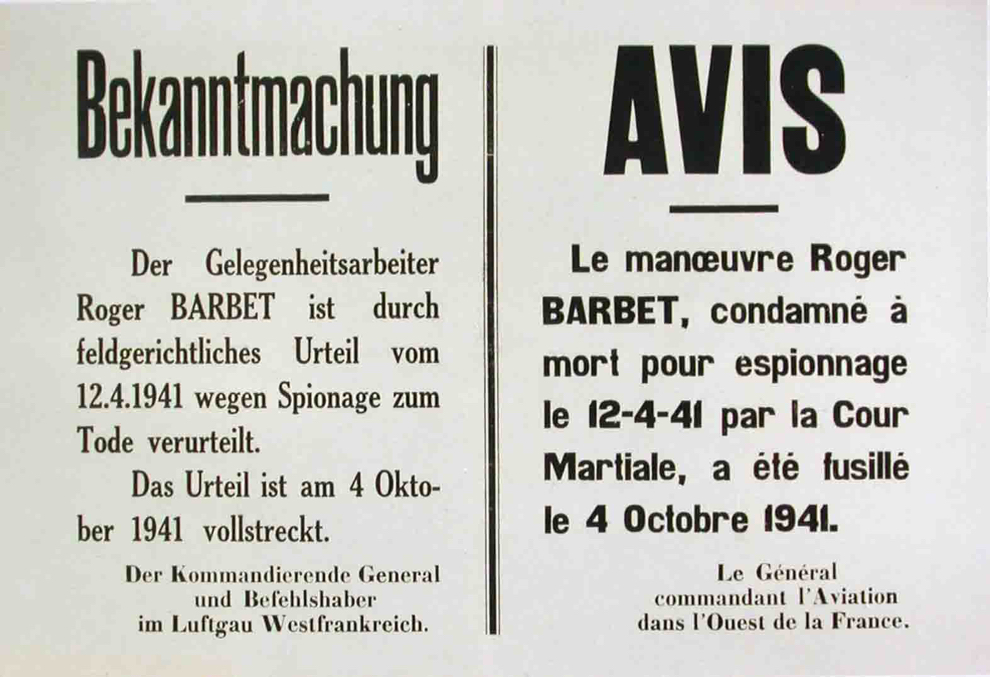 Bekanntmachung
Der Gelegenheitsarbeiter
Roger BARBET ist durch
feldgerichtliches Urteil vom
12.4.1941 wegen Spionage zum
Tode verurteilt.
Das Urteil ist am 4 Okto-
ber 1941 vollstreckt.
Der Kommandierende General
und Befehlshaber
im Luftgau Westfrankreich.
AVIS
Le manœuvre Roger
BARBET, condamné à
mort pour espionnage
le 12-4-41 par la Cour
Martiale, a été fusillé
le 4 Octobre 1941.
Le Général
commandant l'Aviation
dans l'Ouest de la France.